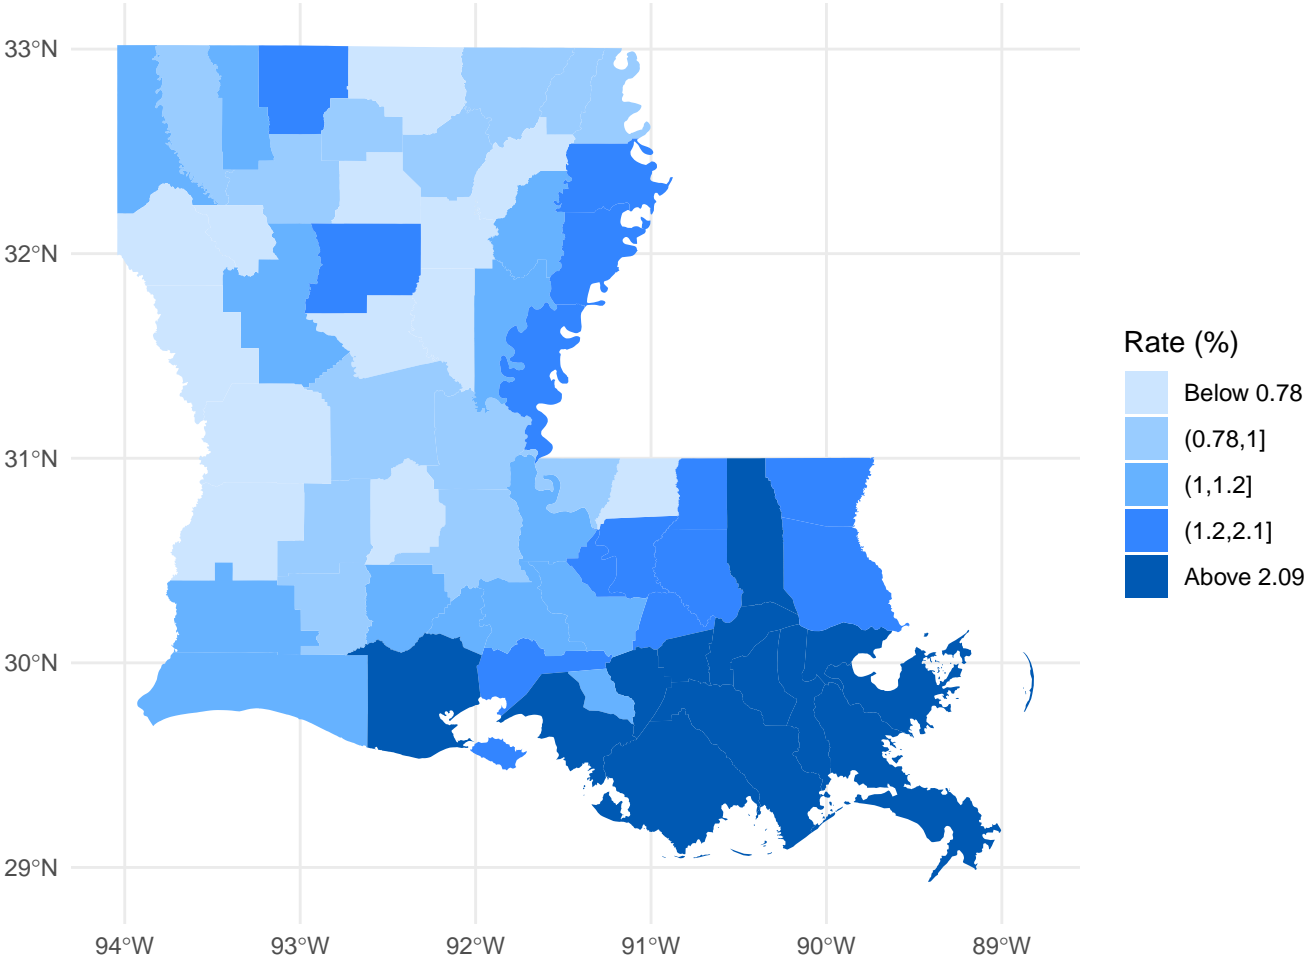 33°N
32°N
31°N
30°N
29°N
94°W 93°W 92°W 91°W 90°W 89°W
Rate (%)
Below 0.78
(0.78,1]
(1,1.2]
(1.2,2.1]
Above 2.09